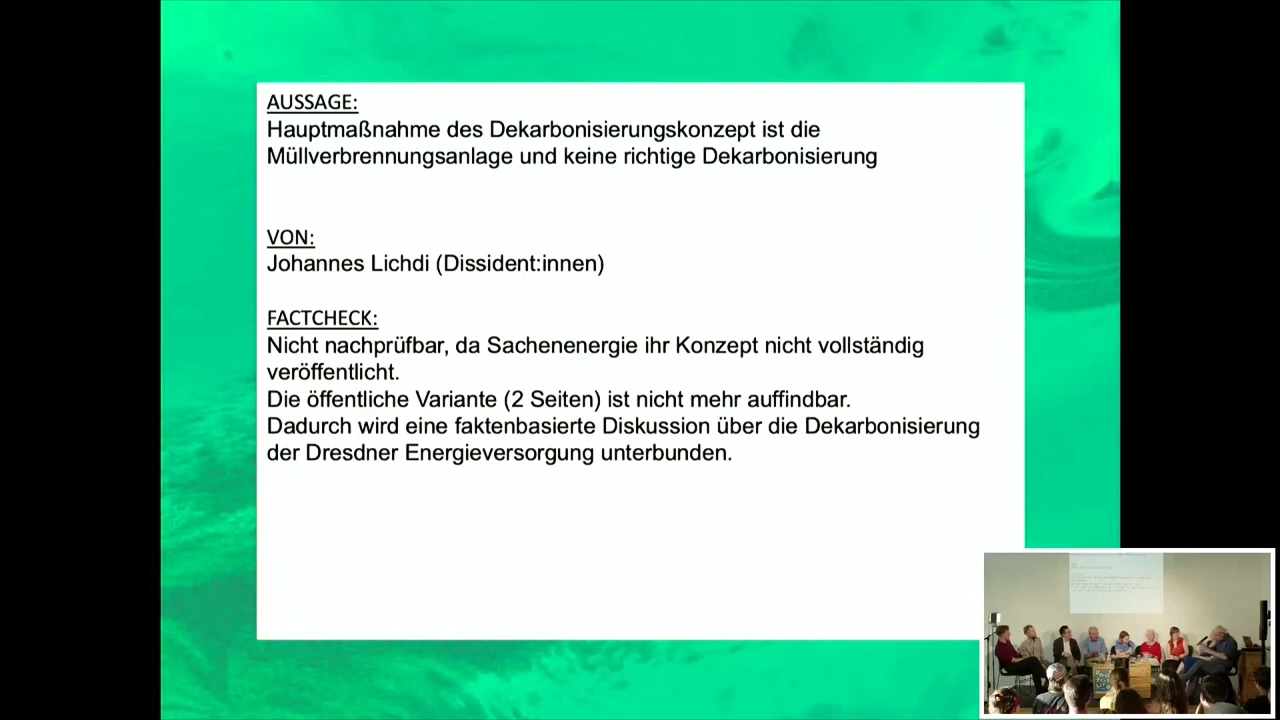 AUSSAGE:
Hauptmaßnahme des Dekarbonisierungskonzept ist die
Müllverbrennungsanlage und keine richtige Dekarbonisierung
VON:
Johannes Lichdi (Dissident:innen)
FACTCHECK:
Nicht nachprüfbar, da Sachenenergie ihr Konzept nicht vollständig
veröffentlicht.
Die öffentliche Variante (2 Seiten) ist nicht mehr auffindbar.
Dadurch wird eine faktenbasierte Diskussion über die Dekarbonisierung
der Dresdner Energieversorgung unterbunden.